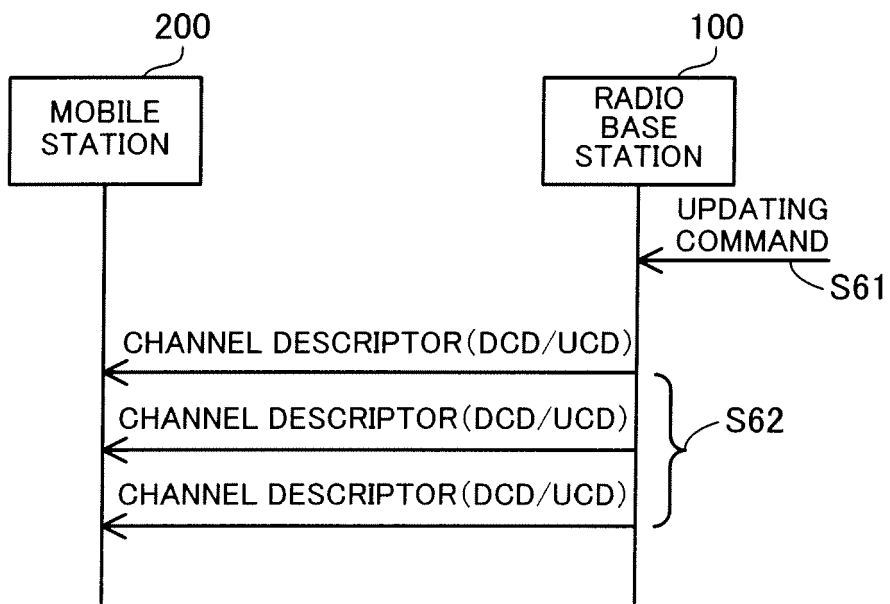 200
100
MOBILE
STATION
RADIO
BASE
STATION
UPDATING
COMMAND
S61
CHANNEL DESCRIPTOR(DCD/UCD)
CHANNEL DESCRIPTOR(DCD/UCD)
S62
CHANNEL DESCRIPTOR(DCD/UCD)